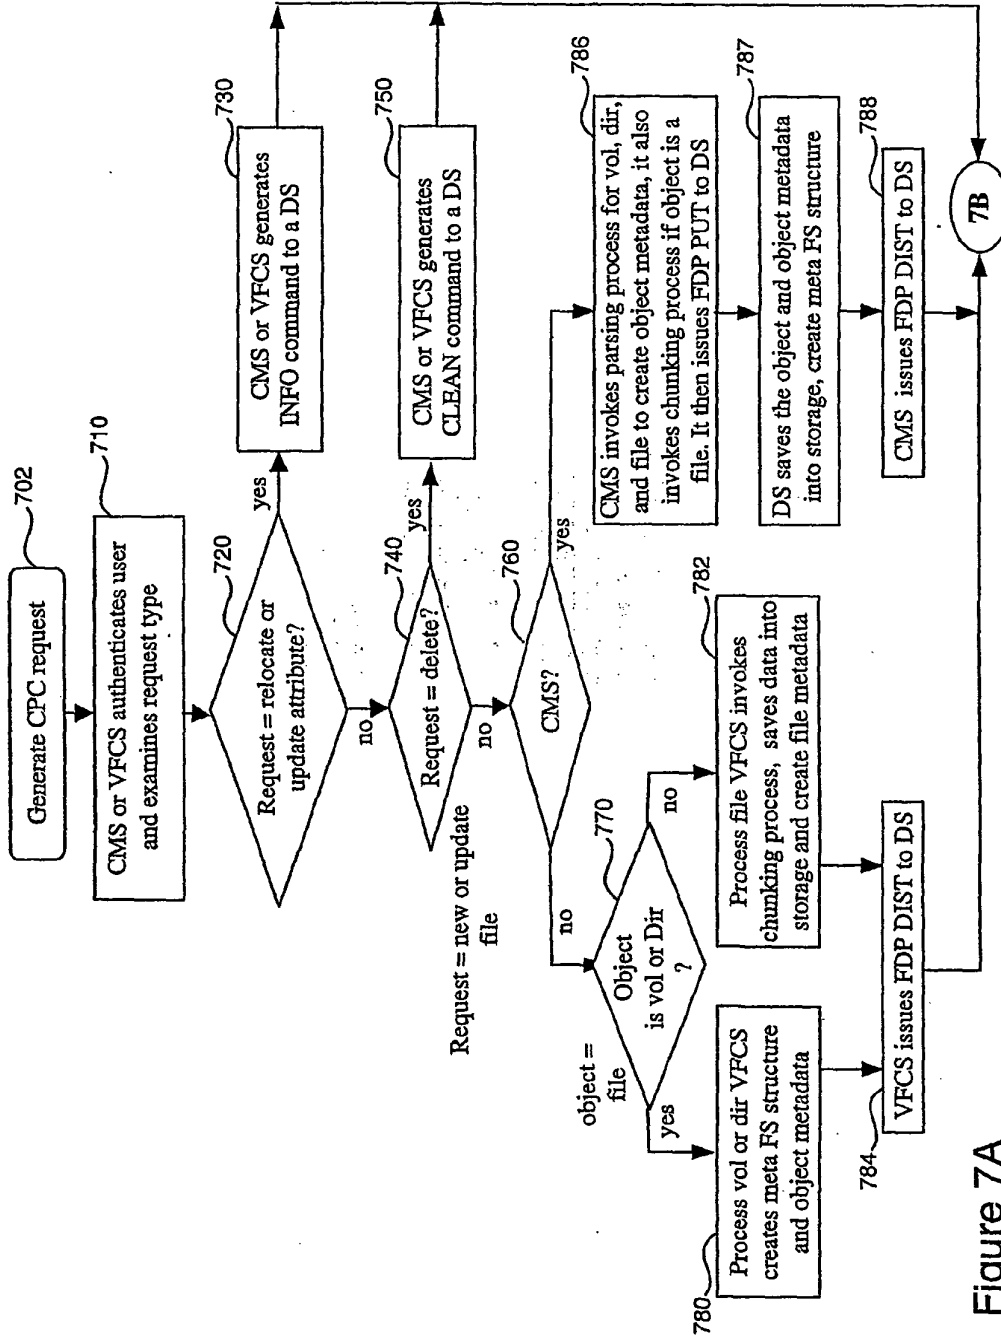 Generate CPC request
702
CMS or VFCS authenticates user
and examines request type
710
Request = relocate or
update attribute?
720
yes
no
CMS or VFCS generates
INFO command to a DS
730
Request = delete?
740
yes
no
CMS or VFCS generates
CLEAN command to a DS
750
Request = new or update
file
CMS?
760
yes
no
Object
is vol or Dir
?
770
object =
file
yes
no
Process vol or dir VFCS
creates meta FS structure
and object metadata
780
Process file VFCS invokes
chunking process, saves data into
storage and create file metadata
782
VFCS issues FDP DIST to DS
784
CMS invokes parsing process for vol, dir,
and file to create object metadata, it also
invokes chunking process if object is a
file. It then issues FDP PUT to DS
786
DS saves the object and object metadata
into storage, create meta FS structure
787
CMS issues FDP DIST to DS
788
7B
Figure 7A